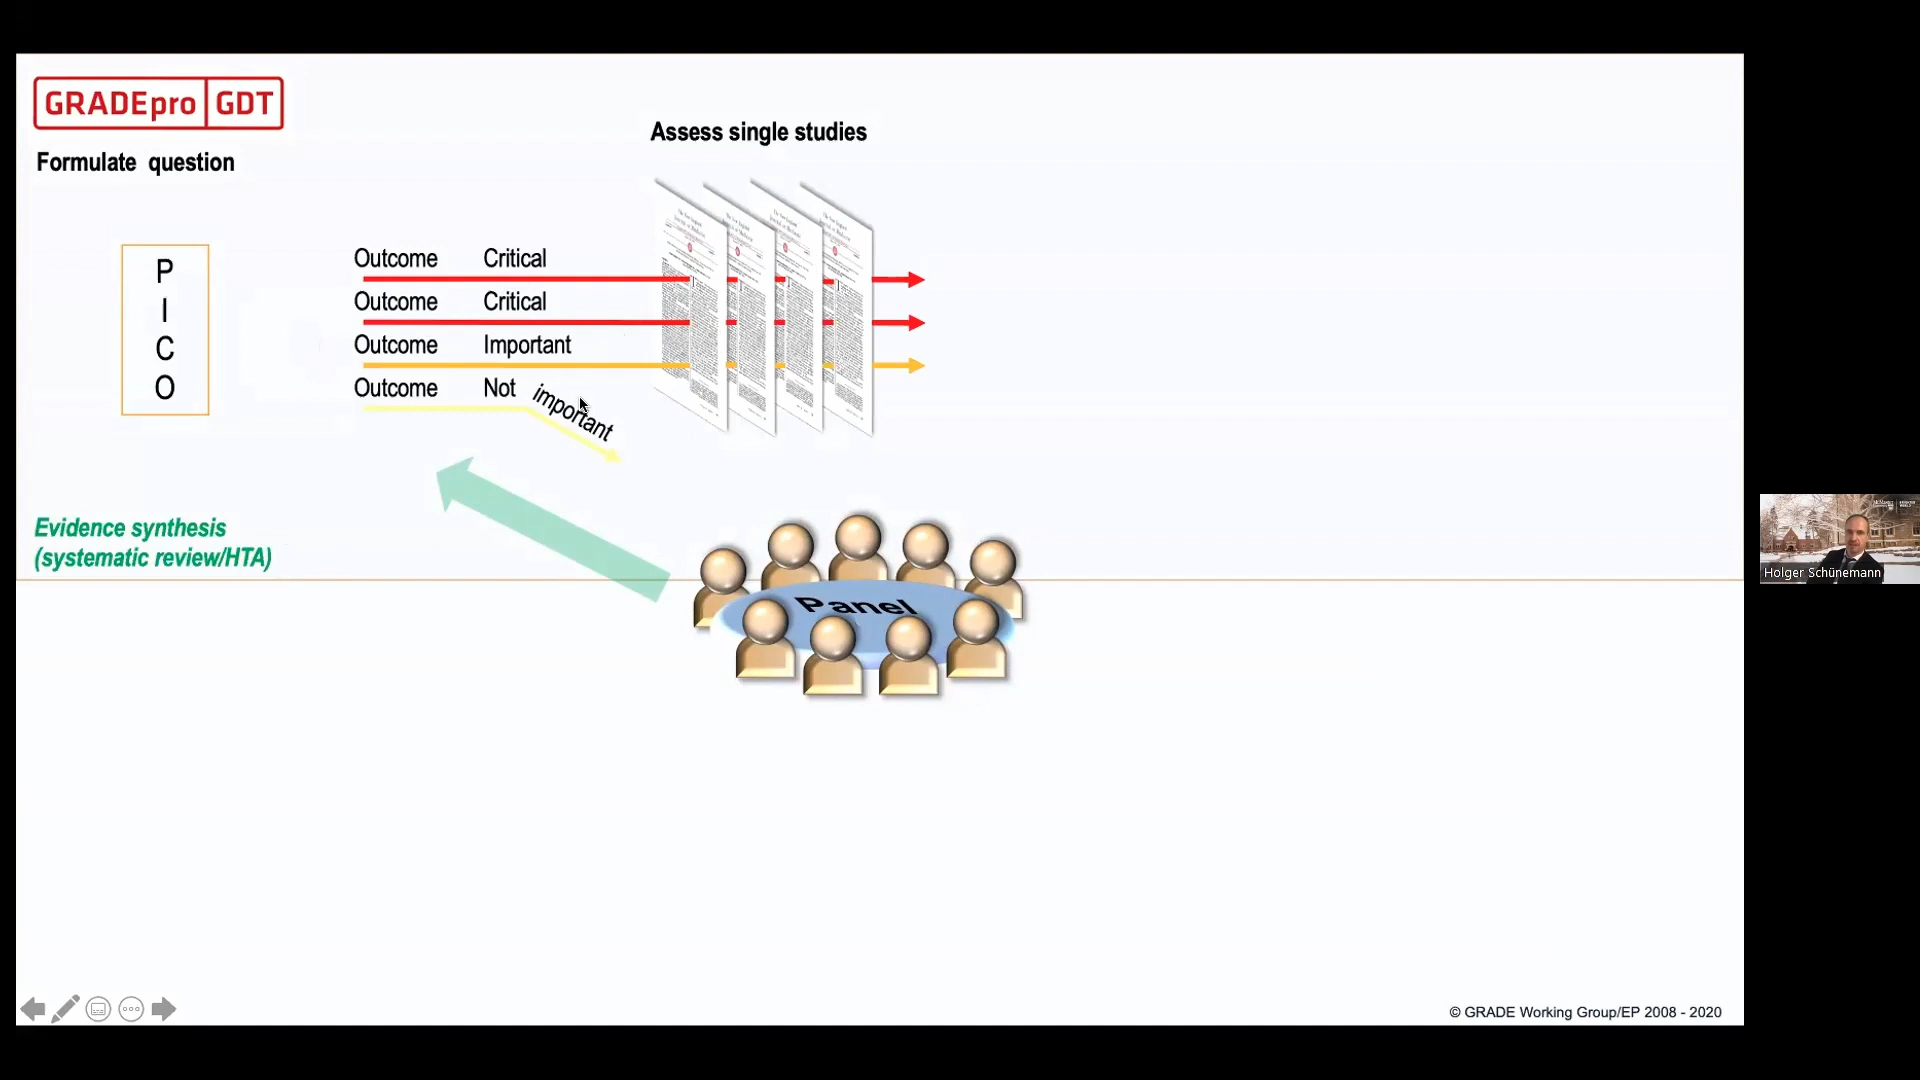 GRADEpro GDT
Formulate question
Assess single studies
P
I
C
O
Outcome Critical
Outcome Critical
Outcome Important
Outcome Not important
Evidence synthesis
(systematic review/HTA)
Panel
Holger Schünemann
© GRADE Working Group/EP 2008 - 2020